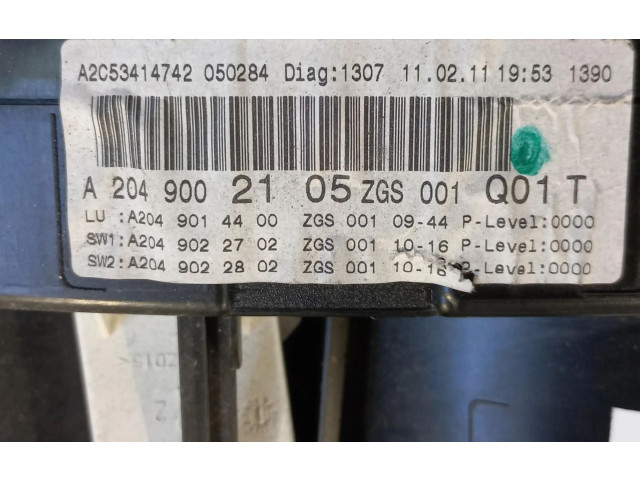 A2C53414742 050284 Diag:1307 11.02.11 19:53 1390
A 204 900 21 05 ZGS 001 Q01 T
LU :A204 901 44 00 ZGS 001 09-44 P-Level:0000
SW1:A204 902 27 02 ZGS 001 10-16 P-Level:0000
SW2:A204 902 28 02 ZGS 001 10-16 P-Level:0000